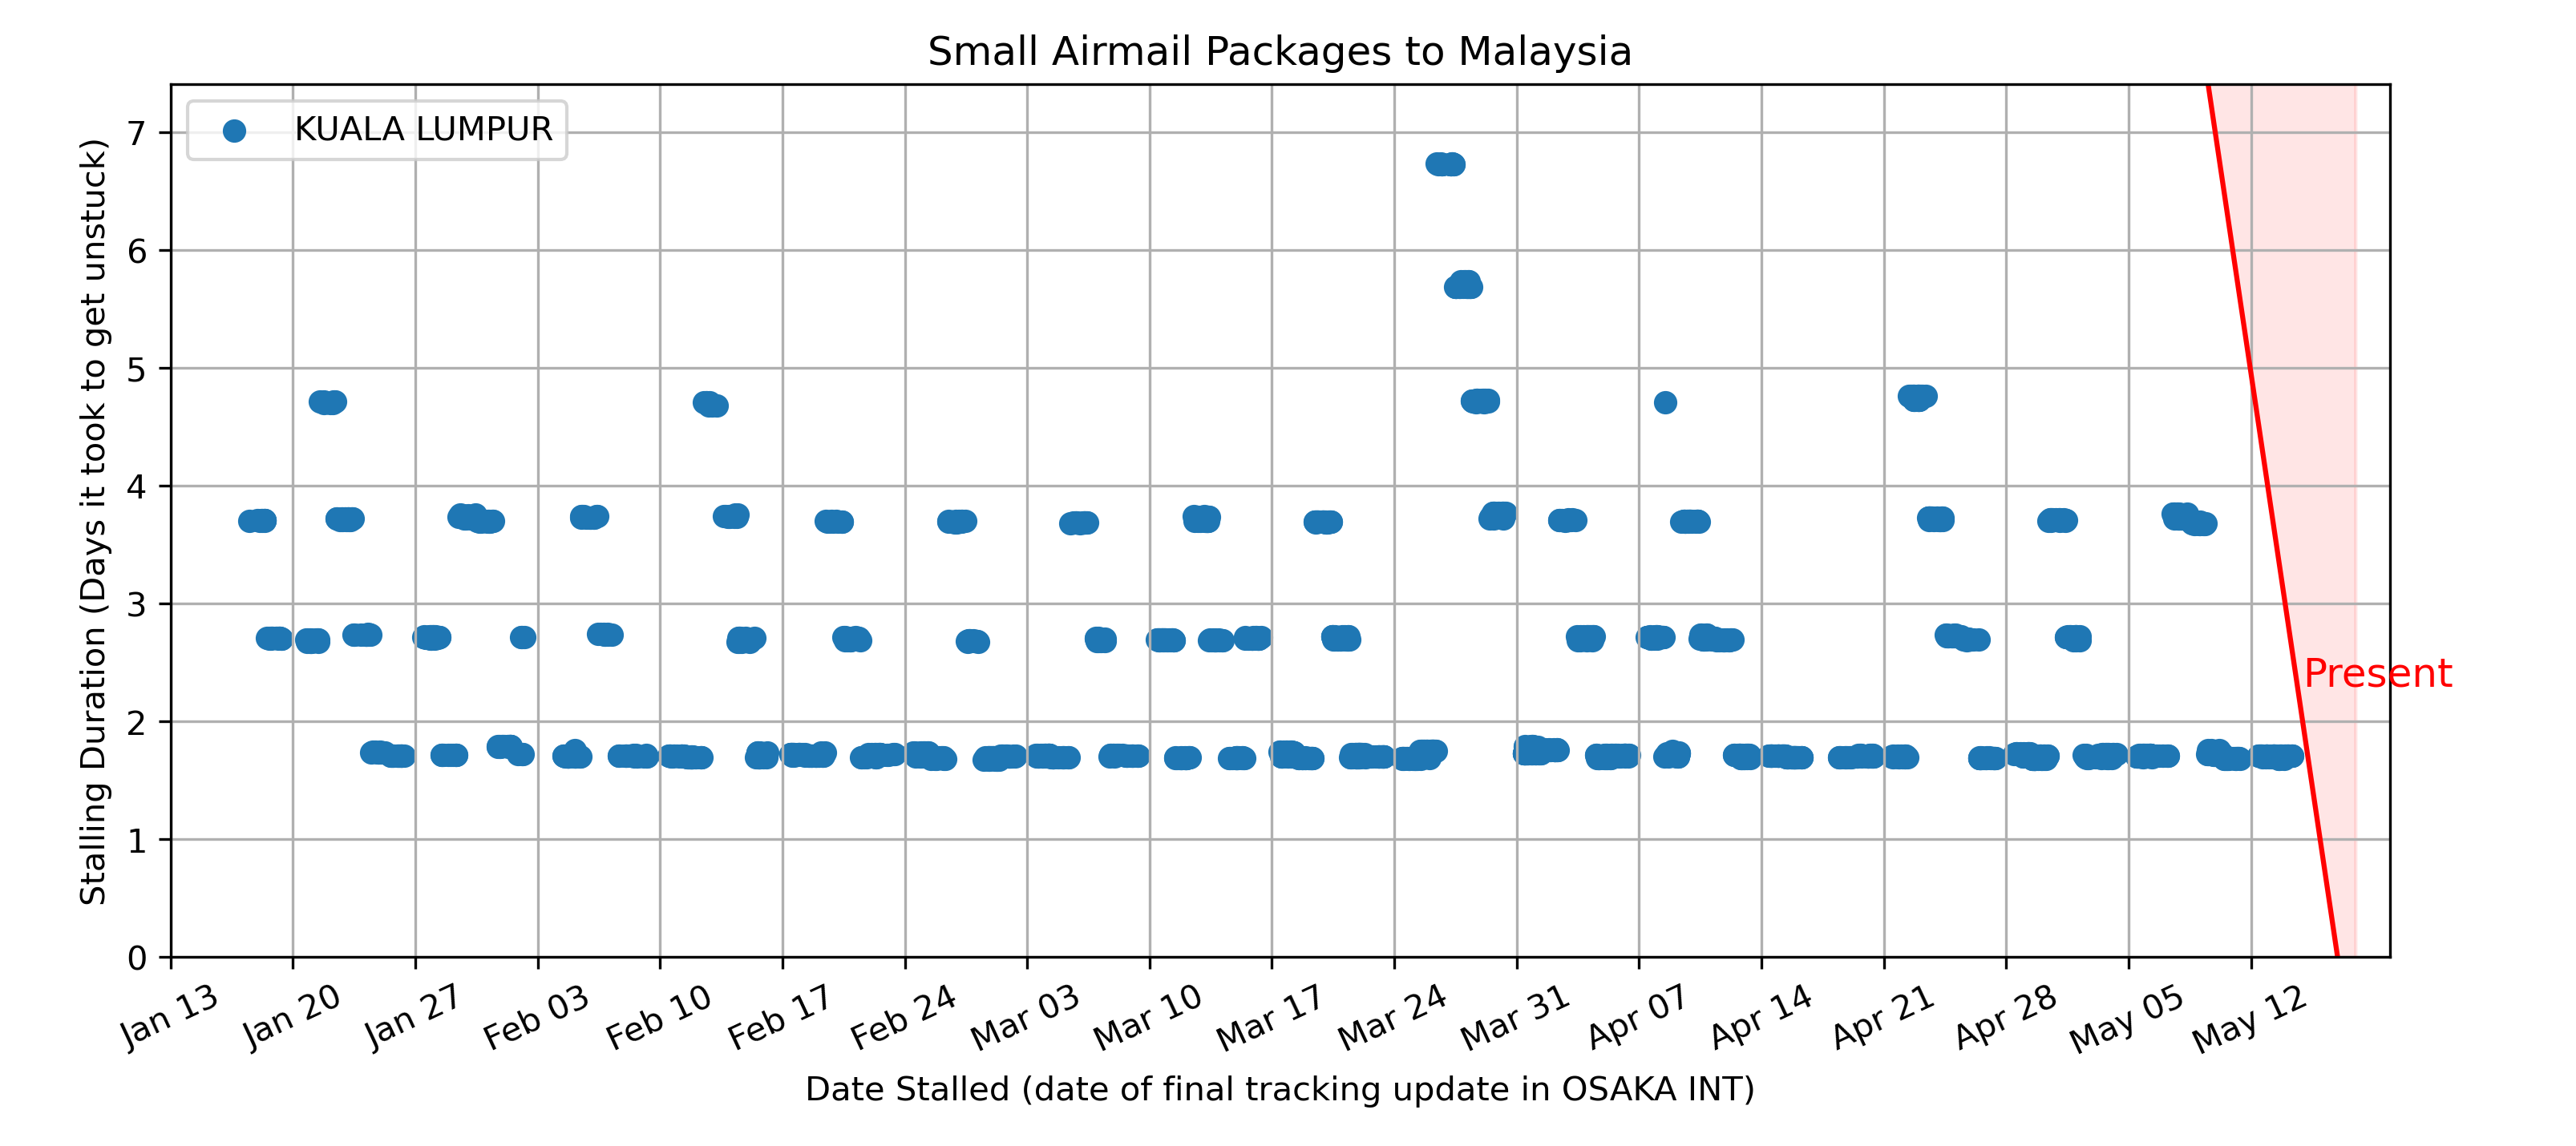 Small Airmail Packages to Malaysia
KUALA LUMPUR
Stalling Duration (Days it took to get unstuck)
7
6
5
4
3
2
1
0
Present
Jan 13
Jan 20
Jan 27
Feb 03
Feb 10
Feb 17
Feb 24
Mar 03
Mar 10
Mar 17
Mar 24
Mar 31
Apr 07
Apr 14
Apr 21
Apr 28
May 05
May 12
Date Stalled (date of final tracking update in OSAKA INT)